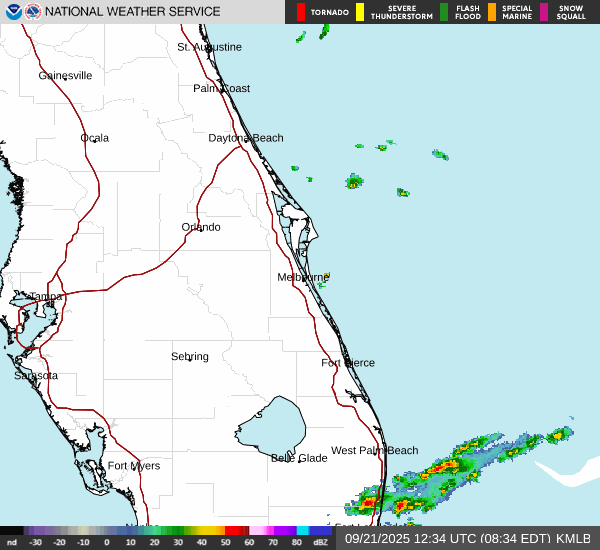 NATIONAL WEATHER SERVICE
TORNADO
SEVERE
THUNDERSTORM
FLASH
FLOOD
SPECIAL
MARINE
SNOW
SQUALL
St. Augustine
Gainesville
Palm Coast
Ocala
Daytona Beach
Orlando
Melbourne
Tampa
Sebring
Fort Pierce
Sarasota
West Palm Beach
Belle Glade
Fort Myers
nd -30 -20 -10 0 10 20 30 40 50 60 70 80 dBZ
09/21/2025 12:34 UTC (08:34 EDT) KMLB